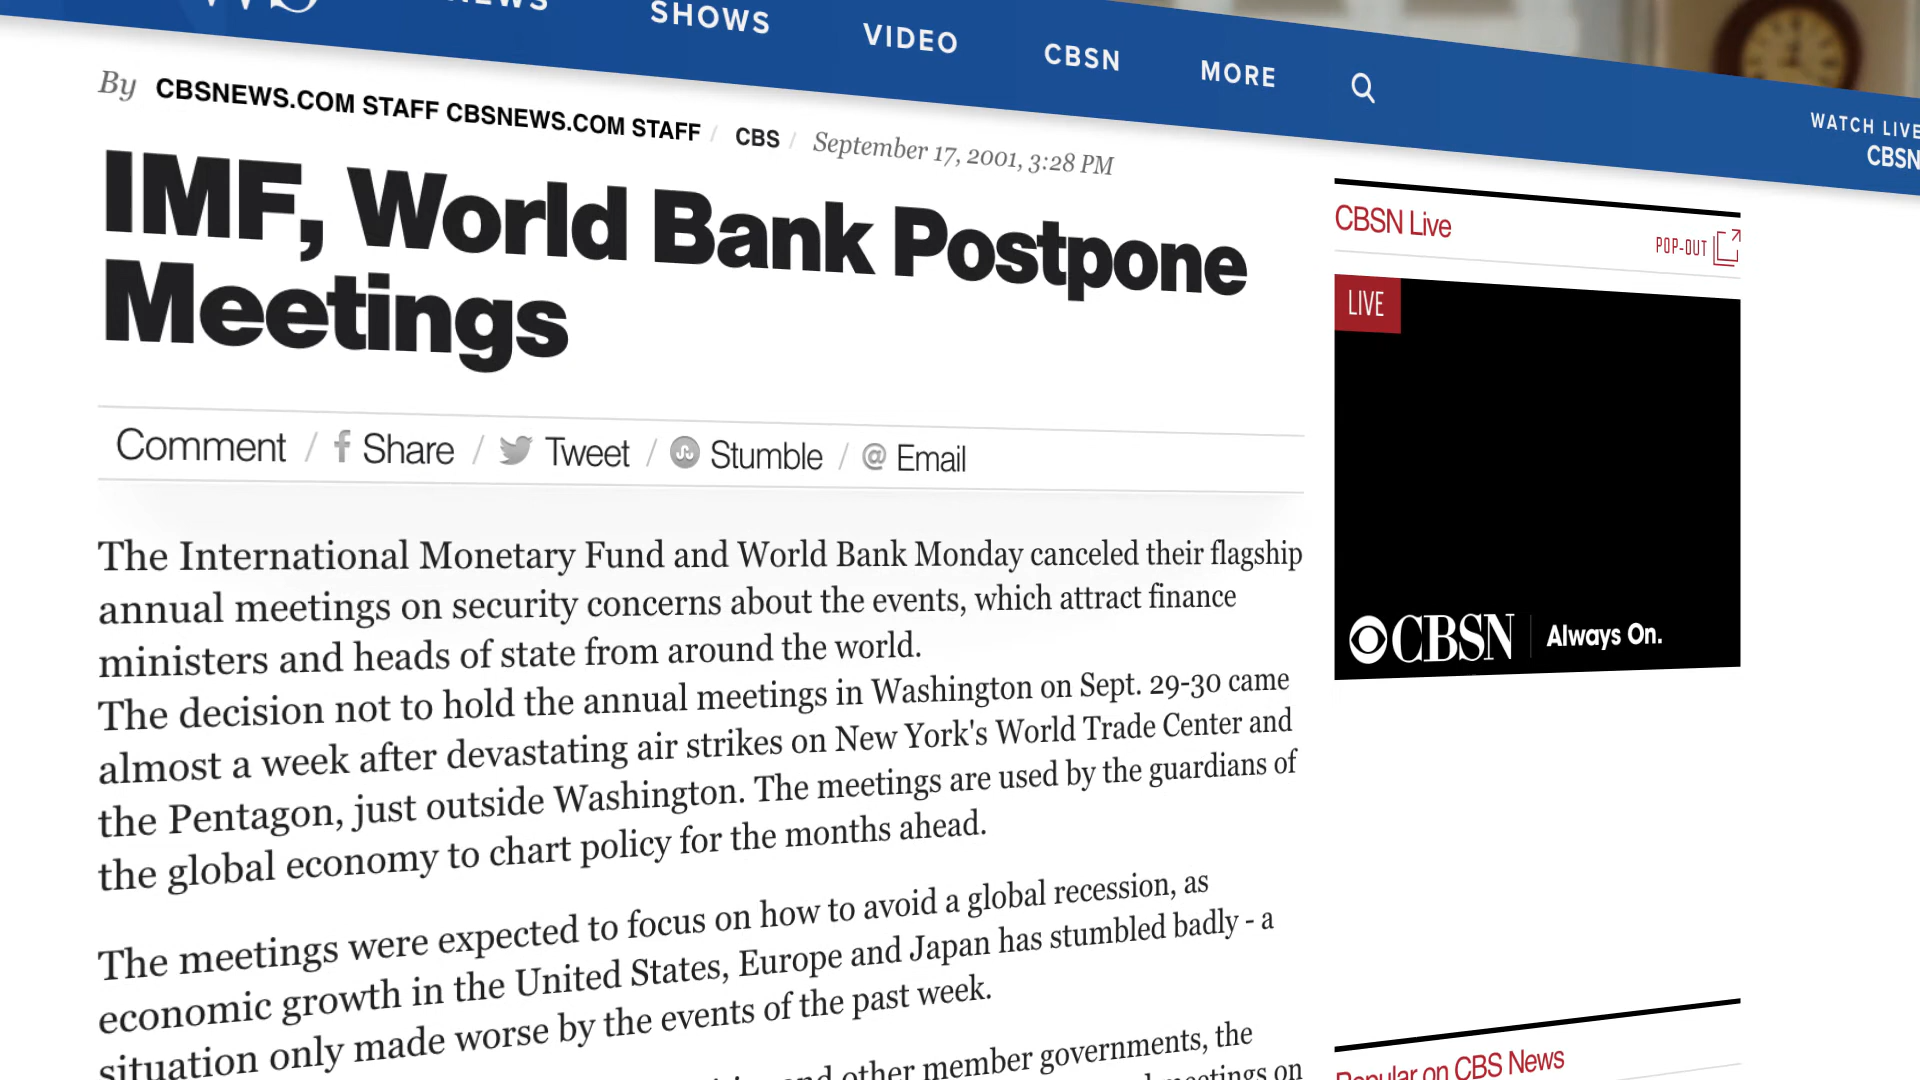 NEWS
SHOWS
VIDEO
CBSN
MORE
WATCH LIVE
CBSN
By CBSNEWS.COM STAFF CBSNEWS.COM STAFF / CBS / September 17, 2001, 3:28 PM
IMF, World Bank Postpone
Meetings
Comment / f Share / Tweet / Stumble / @ Email
The International Monetary Fund and World Bank Monday canceled their flagship
annual meetings on security concerns about the events, which attract finance
ministers and heads of state from around the world.
The decision not to hold the annual meetings in Washington on Sept. 29-30 came
almost a week after devastating air strikes on New York's World Trade Center and
the Pentagon, just outside Washington. The meetings are used by the guardians of
the global economy to chart policy for the months ahead.
The meetings were expected to focus on how to avoid a global recession, as
economic growth in the United States, Europe and Japan has stumbled badly - a
situation only made worse by the events of the past week.
and other member governments, the
meetings on
CBSN Live
POP-OUT
LIVE
CBSN | Always On.
Popular on CBS News